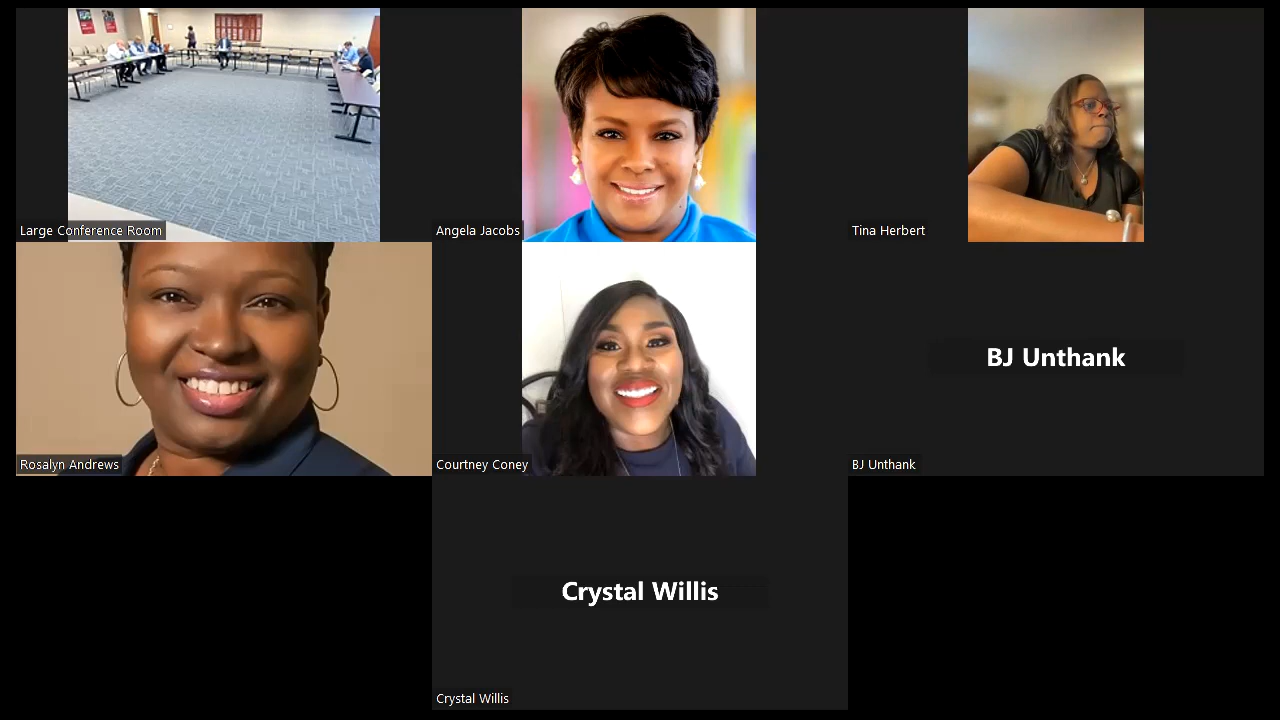 Large Conference Room
Angela Jacobs
Tina Herbert
Rosalyn Andrews
Courtney Coney
BJ Unthank
BJ Unthank
Crystal Willis
Crystal Willis